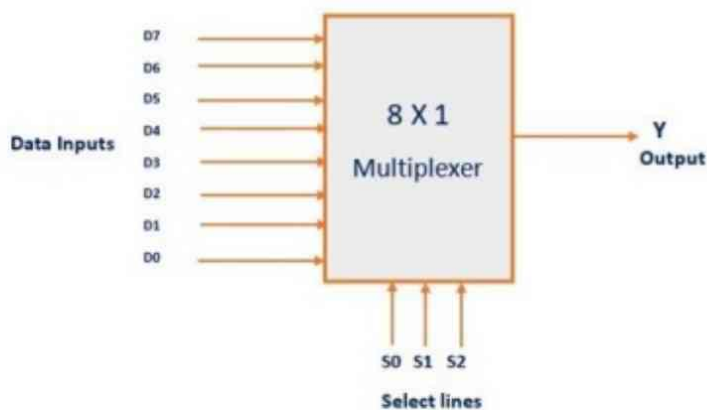 D7
D6
D5
D4
D3
D2
D1
D0
Data Inputs
8 X 1
Multiplexer
Y
Output
S0 S1 S2
Select lines